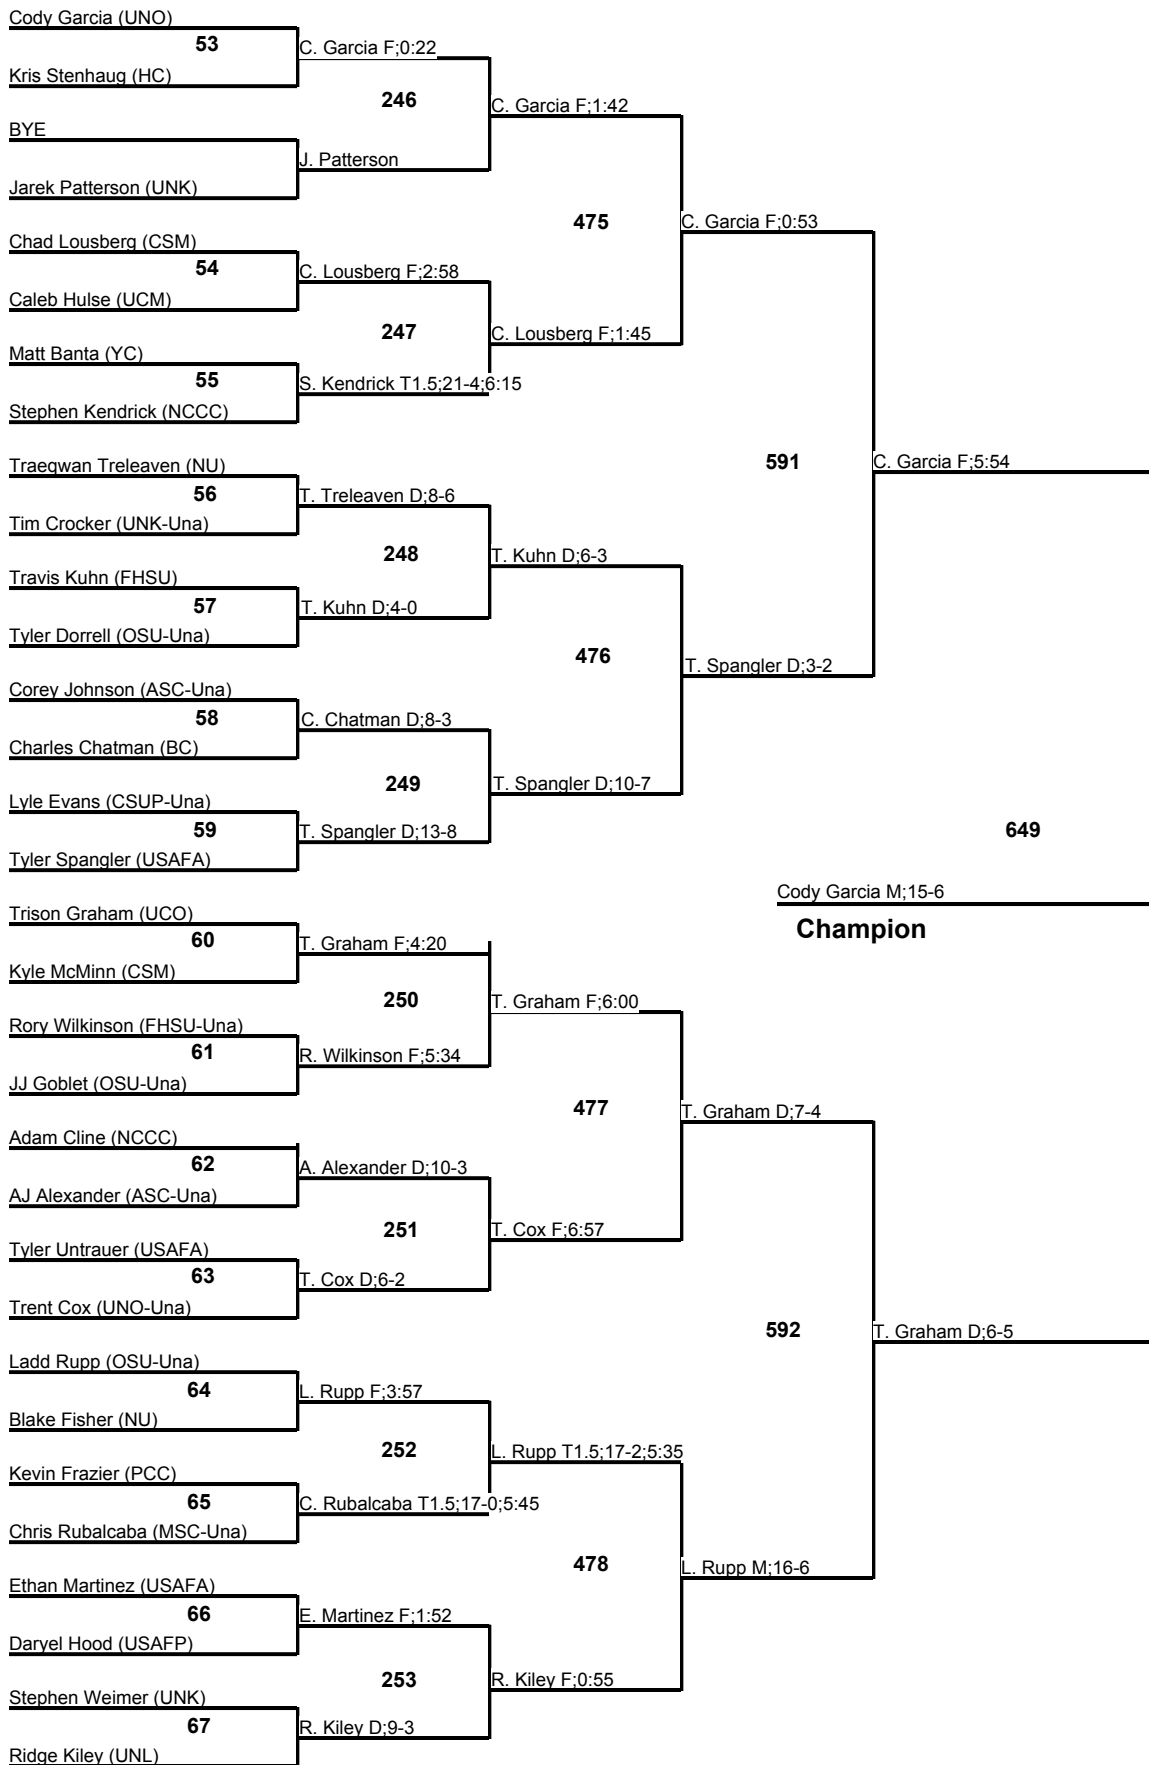 Cody Garcia (UNO)
53
C. Garcia F;0:22
Kris Stenhaug (HC)
246
C. Garcia F;1:42
BYE
J. Patterson
Jarek Patterson (UNK)
475
C. Garcia F;0:53
Chad Lousberg (CSM)
54
C. Lousberg F;2:58
Caleb Hulse (UCM)
247
C. Lousberg F;1:45
Matt Banta (YC)
55
S. Kendrick T1.5;21-4;6:15
Stephen Kendrick (NCCC)
591
C. Garcia F;5:54
Traeqwan Treleaven (NU)
56
T. Treleaven D;8-6
Tim Crocker (UNK-Una)
248
T. Kuhn D;6-3
Travis Kuhn (FHSU)
57
T. Kuhn D;4-0
Tyler Dorrell (OSU-Una)
476
T. Spangler D;3-2
Corey Johnson (ASC-Una)
58
C. Chatman D;8-3
Charles Chatman (BC)
249
T. Spangler D;10-7
Lyle Evans (CSUP-Una)
59
T. Spangler D;13-8
Tyler Spangler (USAFA)
649
Cody Garcia M;15-6
Champion
Trison Graham (UCO)
60
T. Graham F;4:20
Kyle McMinn (CSM)
250
T. Graham F;6:00
Rory Wilkinson (FHSU-Una)
61
R. Wilkinson F;5:34
JJ Goblet (OSU-Una)
477
T. Graham D;7-4
Adam Cline (NCCC)
62
A. Alexander D;10-3
AJ Alexander (ASC-Una)
251
T. Cox F;6:57
Tyler Untrauer (USAFA)
63
T. Cox D;6-2
Trent Cox (UNO-Una)
592
T. Graham D;6-5
Ladd Rupp (OSU-Una)
64
L. Rupp F;3:57
Blake Fisher (NU)
252
L. Rupp T1.5;17-2;5:35
Kevin Frazier (PCC)
65
C. Rubalcaba T1.5;17-0;5:45
Chris Rubalcaba (MSC-Una)
478
L. Rupp M;16-6
Ethan Martinez (USAFA)
66
E. Martinez F;1:52
Daryel Hood (USAFP)
253
R. Kiley F;0:55
Stephen Weimer (UNK)
67
R. Kiley D;9-3
Ridge Kiley (UNL)